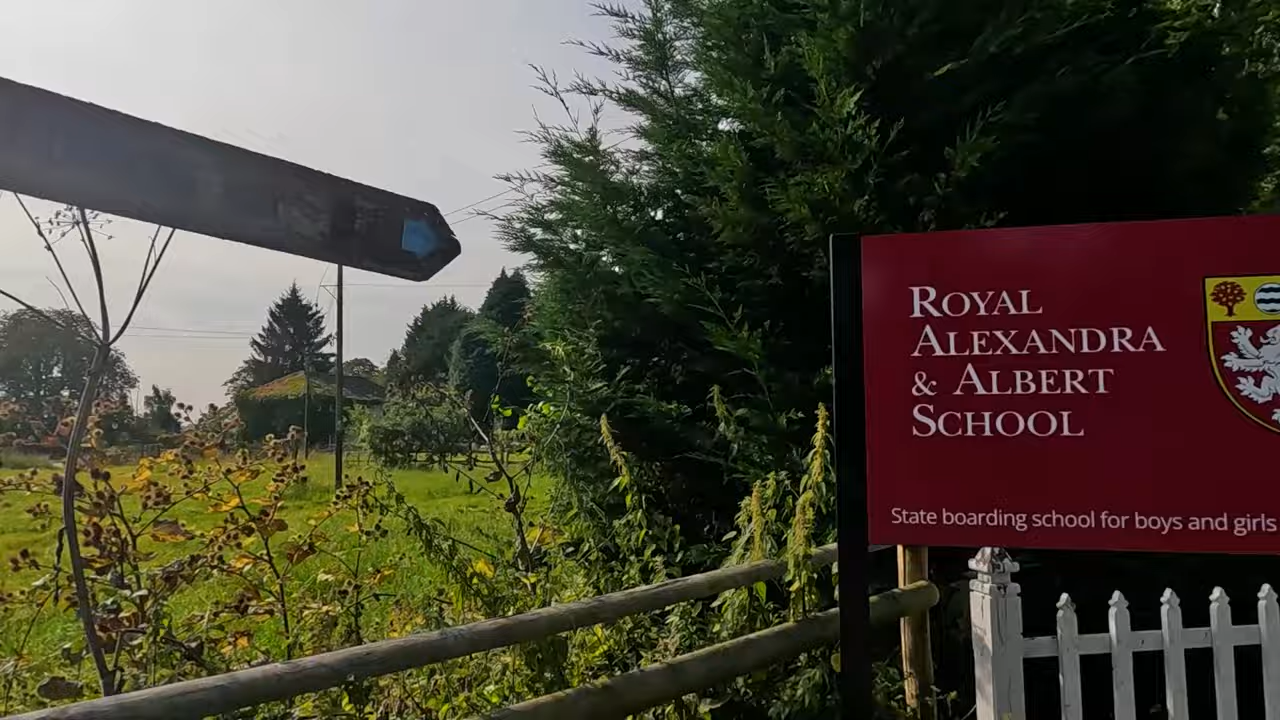 ROYAL
ALEXANDRA
& ALBERT
SCHOOL
State boarding school for boys and girls